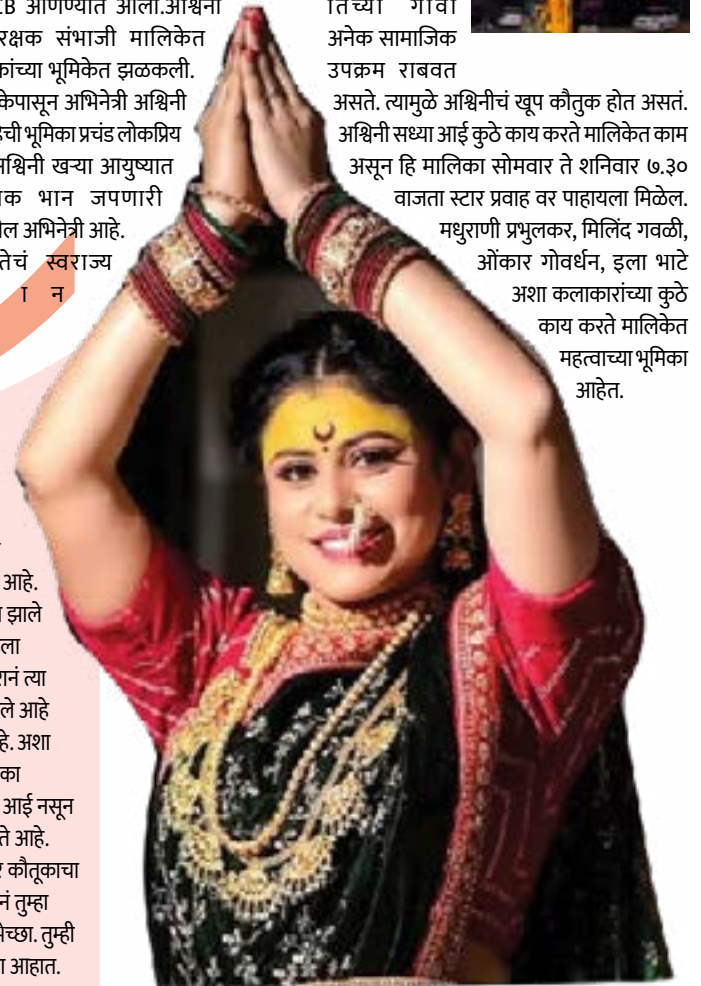 आणण्यात आली.अश्विनी
रक्षक संभाजी मालिकेत
भूमिकेत झळकली.
अभिनेत्री अश्विनी
भूमिका प्रचंड लोकप्रिय
खऱ्या आयुष्यात
भान जपणारी
अभिनेत्री आहे.
स्वराज्य
न
तिच्या गावी
अनेक सामाजिक
उपक्रम राबवत
असते. त्यामुळे अश्विनीचं खूप कौतुक होत असतं.
अश्विनी सध्या आई कुठे काय करते मालिकेत काम
असून हि मालिका सोमवार ते शनिवार ७.३०
वाजता स्टार प्रवाह वर पाहायला मिळेल.
मधुराणी प्रभुलकर, मिलिंद गवळी,
ओंकार गोवर्धन, इला भाटे
अशा कलाकारांच्या कुठे
काय करते मालिकेत
महत्वाच्या भूमिका
आहेत.
आहे.
झाले
त्या
आहे
अशा
आई नसून
आहे.
कौतूकाचा
तुम्हा
तुम्ही
आहात.